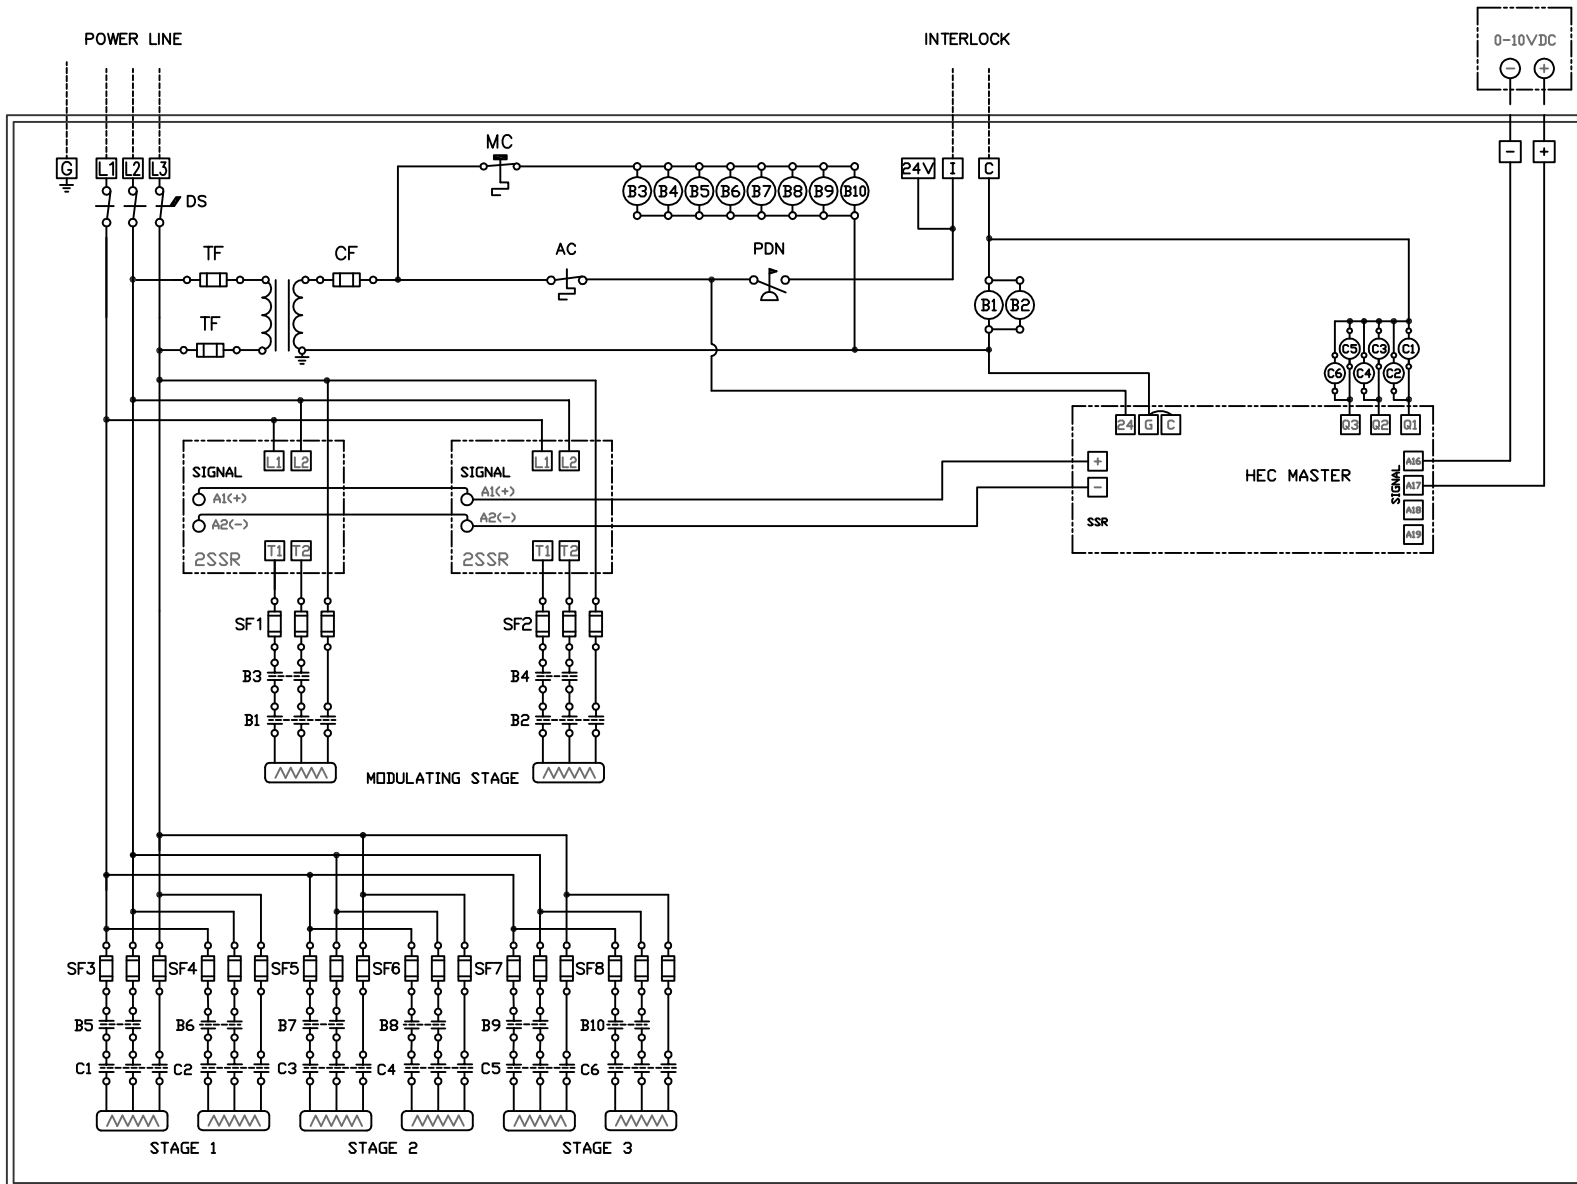 POWER LINE
INTERLOCK
0-10VDC
- +
MC
G L1 L2 L3
24V I C
- +
DS
B3 B4 B5 B6 B7 B8 B9 B10
TF CF AC PDN
B1 B2
TF
C5 C3 C1
C6 C4 C2
24 G C
Q3 Q2 Q1
L1 L2
L1 L2
SIGNAL
SIGNAL
+
HEC MASTER
A16
A1(+)
A1(+)
-
SIGNAL
A17
A2(-)
A2(-)
SSR
A18
A19
2SSR
T1 T2
2SSR
T1 T2
SF1
SF2
B3
B4
B1
B2
MODULATING STAGE
SF3 SF4 SF5 SF6 SF7 SF8
B5 B6 B7 B8 B9 B10
C1 C2 C3 C4 C5 C6
STAGE 1
STAGE 2
STAGE 3